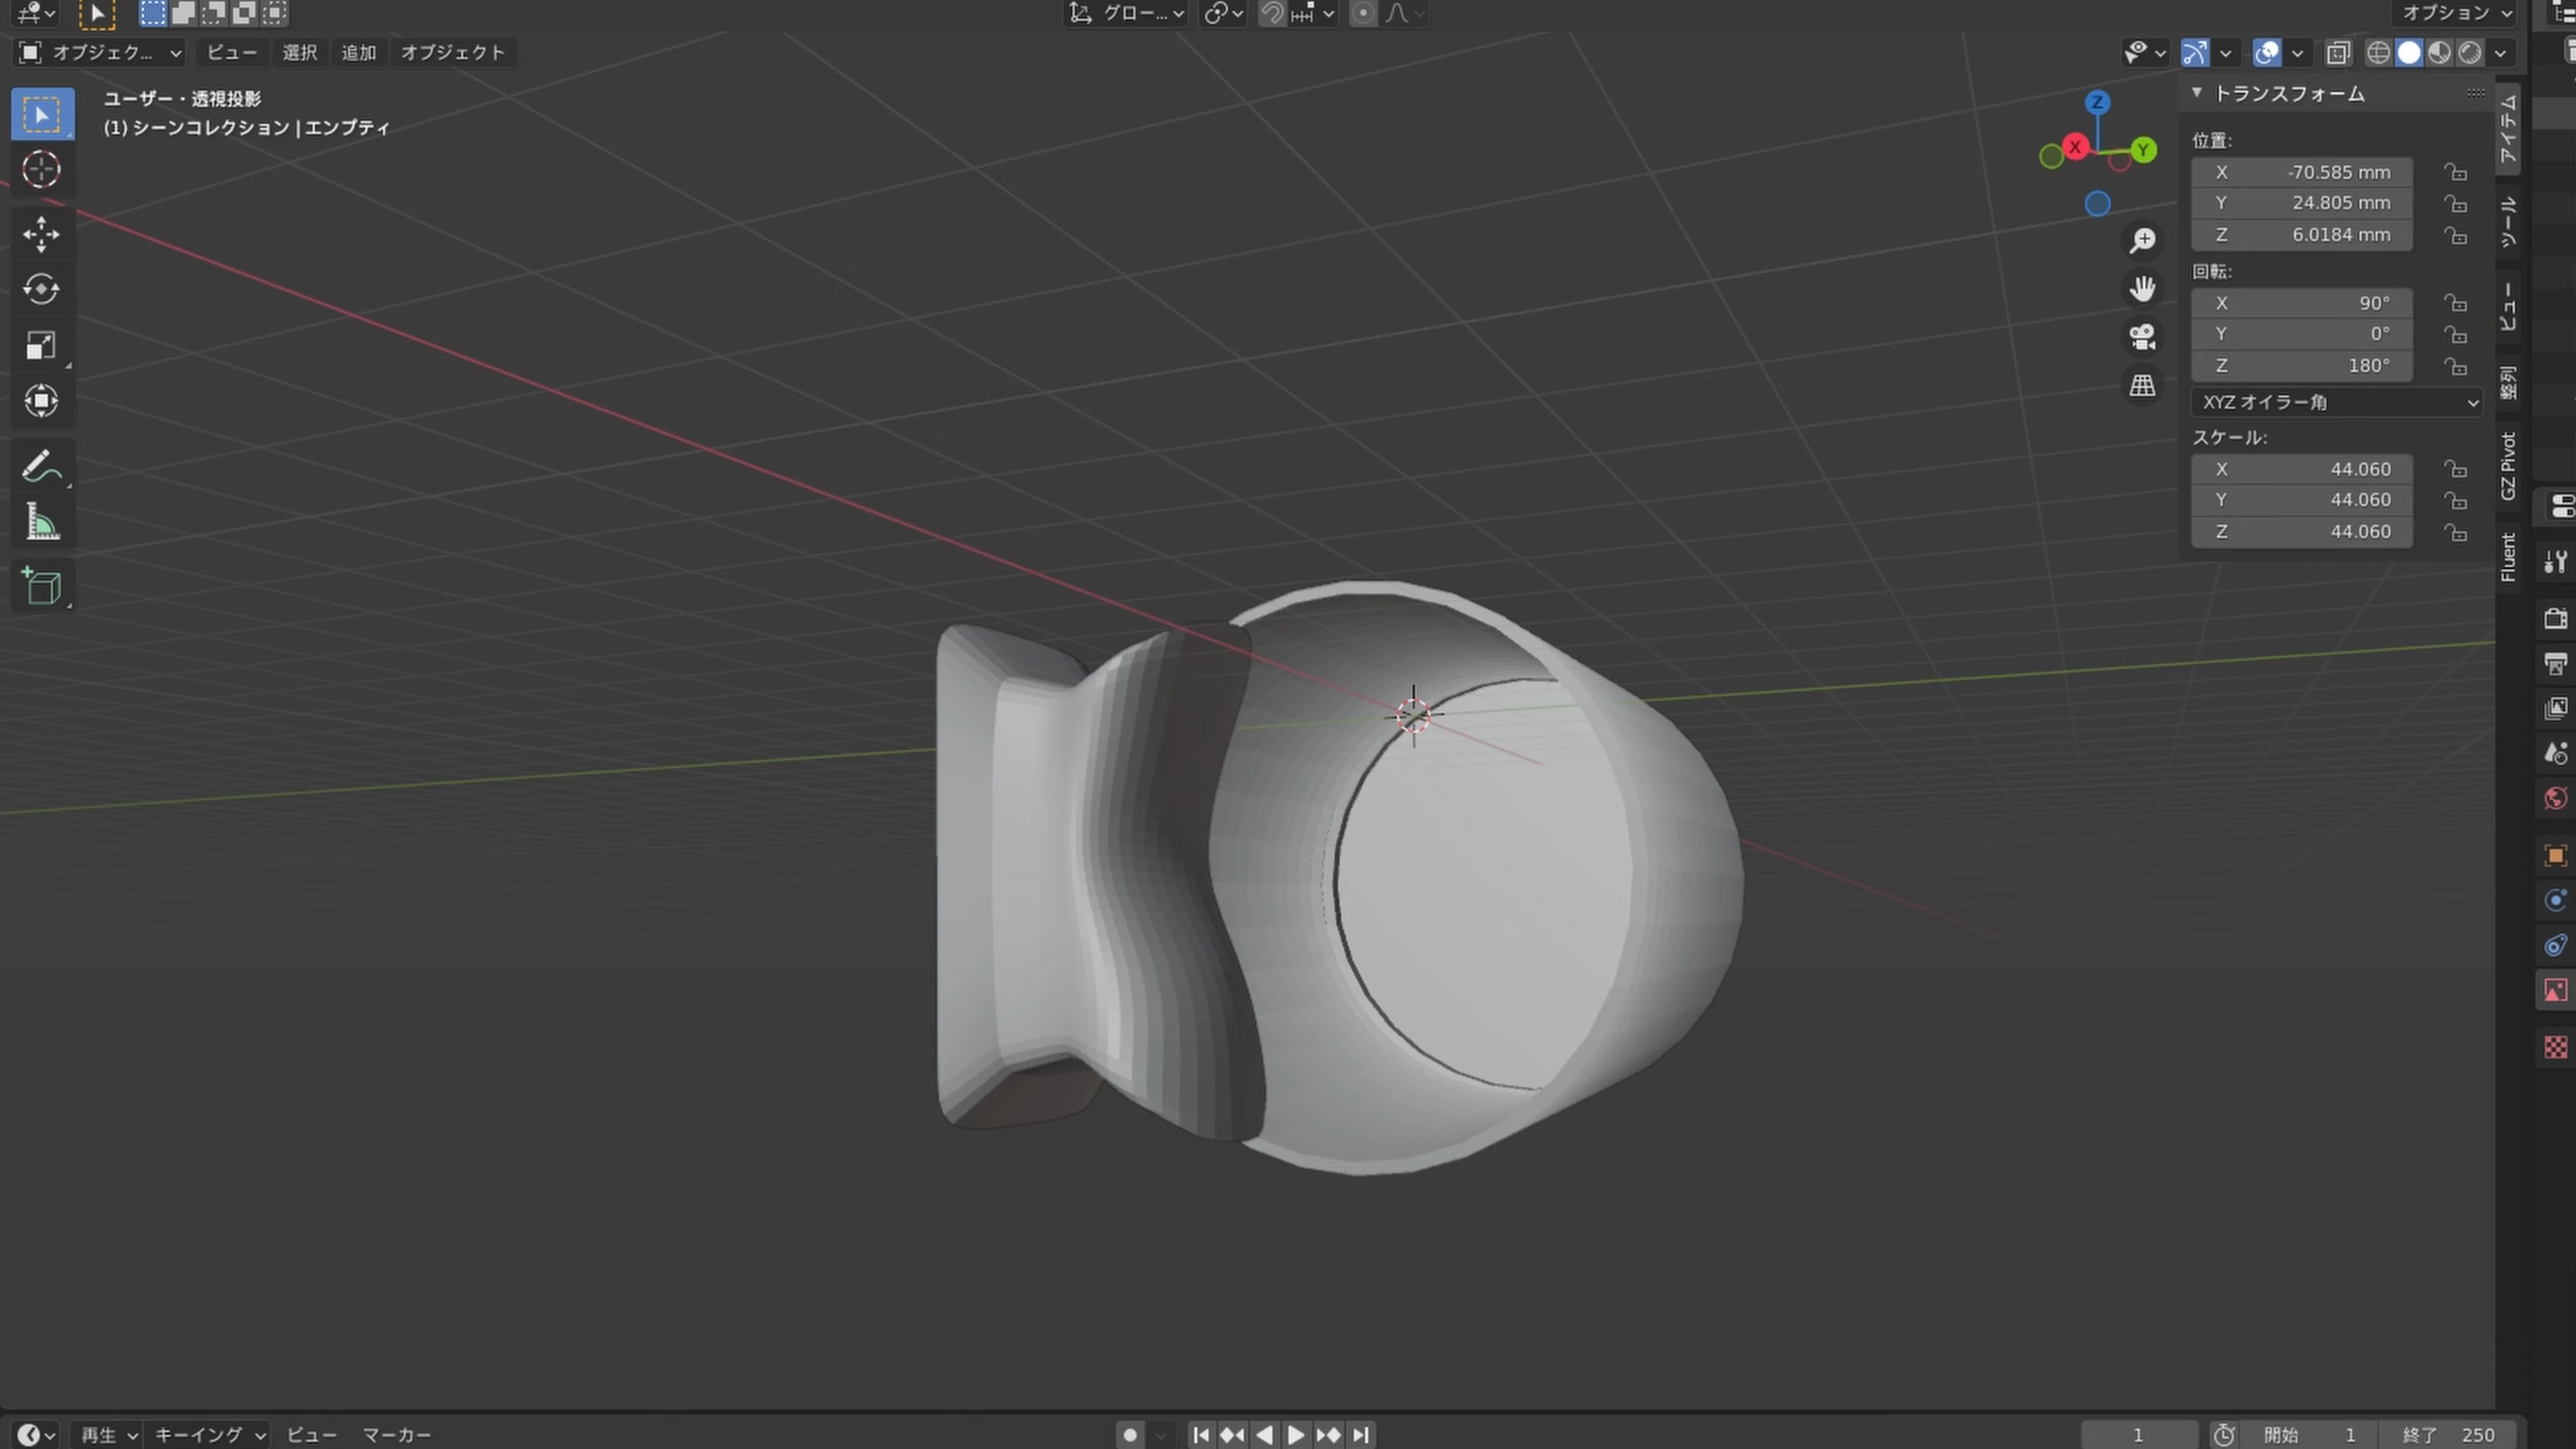 グロー...
オプション
オブジェク... ビュー 選択 追加 オブジェクト
ユーザー・透視投影
(1) シーンコレクション | エンプティ
Z
X
Y
トランスフォーム
位置:
X -70.585 mm
Y 24.805 mm
Z 6.0184 mm
回転:
X 90°
Y 0°
Z 180°
XYZ オイラー角
スケール:
X 44.060
Y 44.060
Z 44.060
アイテム
ツール
ビュー
整列
GZ Pivot
Fluent
再生 キーイング ビュー マーカー
1 開始 1 終了 250